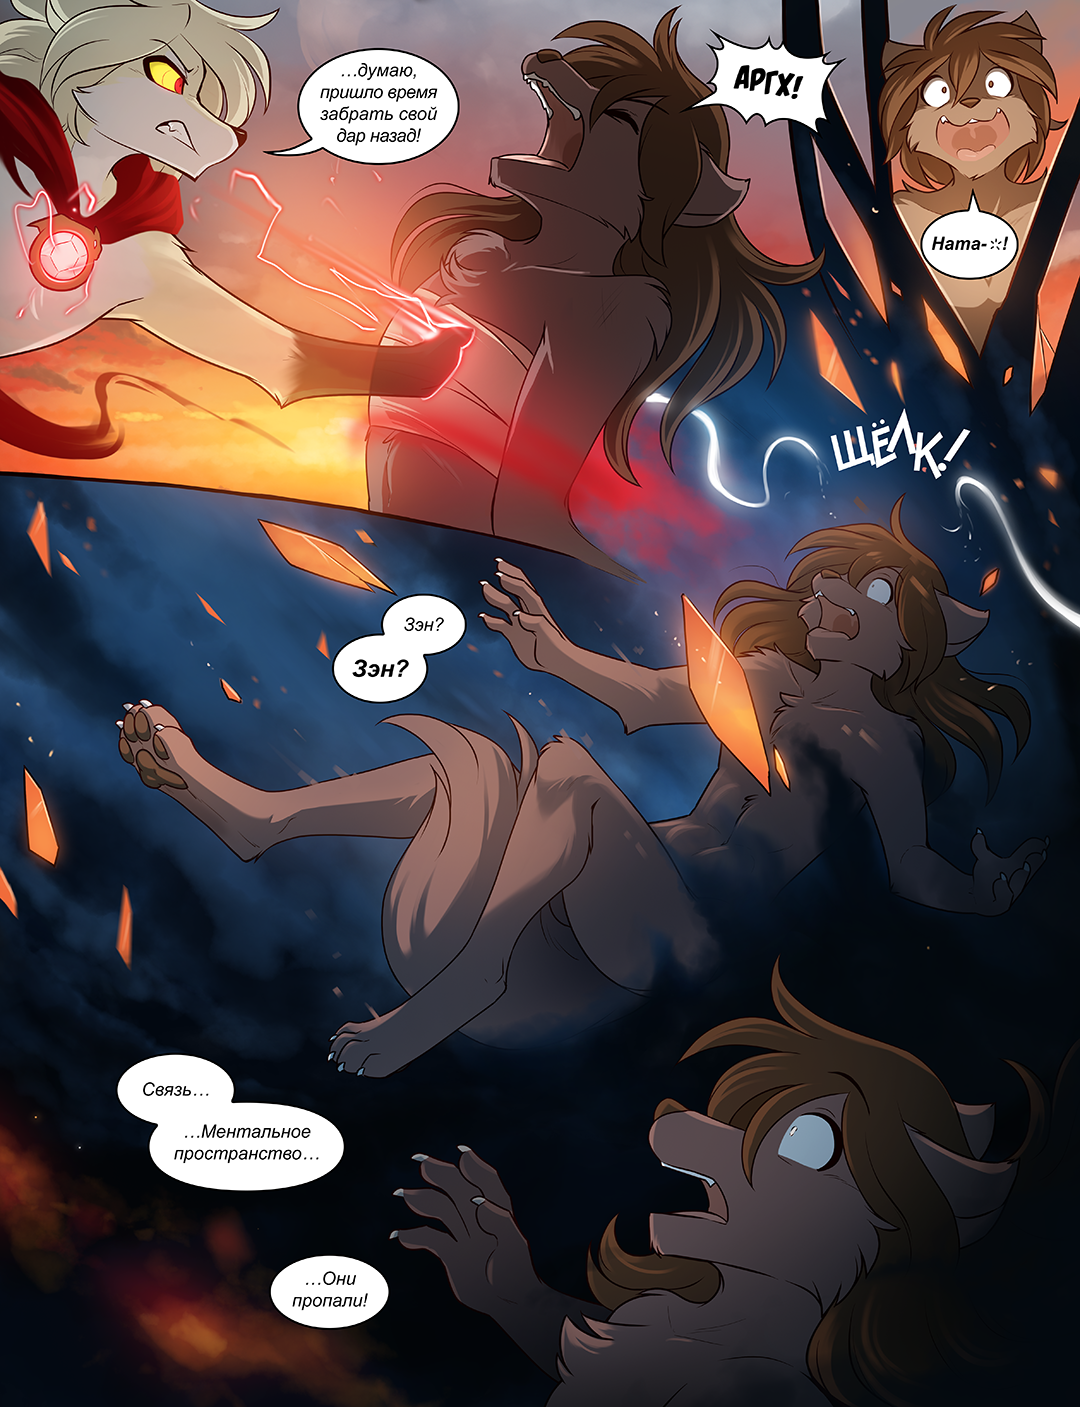 …думаю,
пришло время
забрать свой
дар назад!
АРГХ!
Ната-✲!
ЩЁЛК!
Зэн?
Зэн?
Связь…
…Ментальное
пространство…
…Они
пропали!